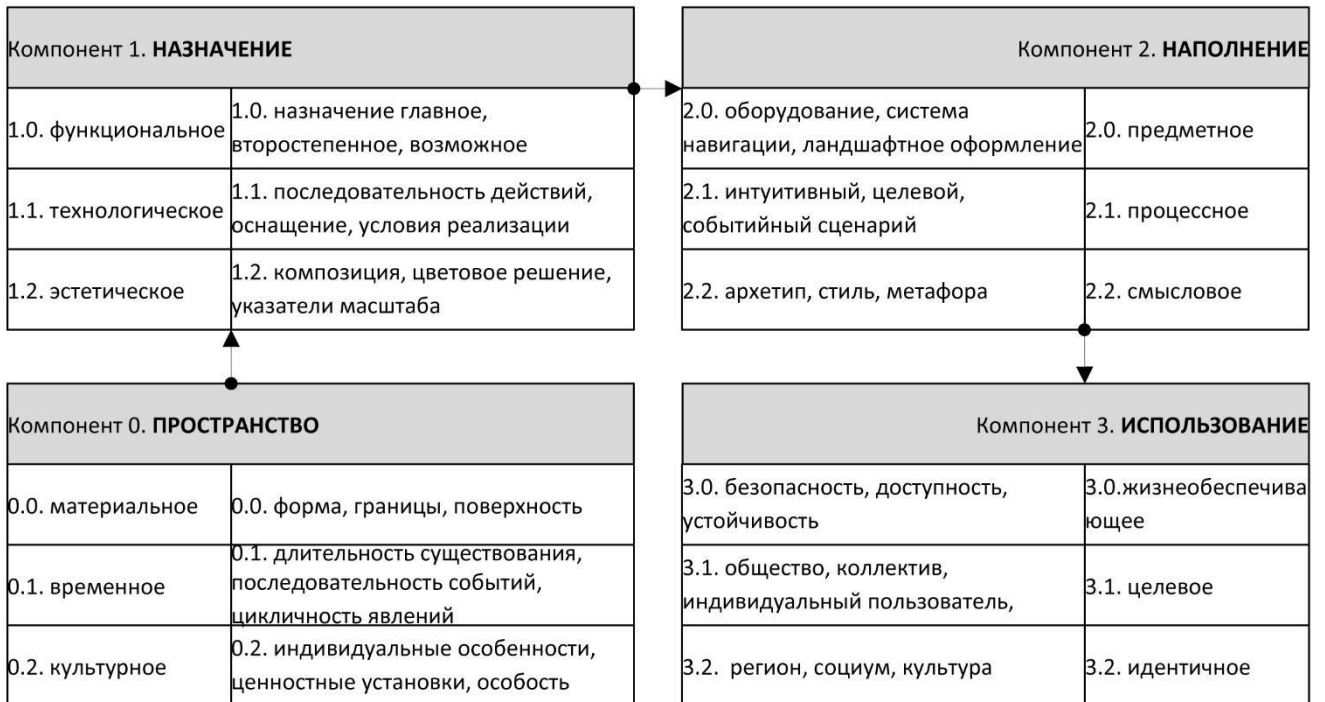 Компонент 1. НАЗНАЧЕНИЕ
1.0. функциональное
1.0. назначение главное,
второстепенное, возможное
1.1. технологическое
1.1. последовательность действий,
оснащение, условия реализации
1.2. эстетическое
1.2. композиция, цветовое решение,
указатели масштаба
Компонент 2. НАПОЛНЕНИЕ
2.0. оборудование, система
навигации, ландшафтное оформление
2.0. предметное
2.1. интуитивный, целевой,
событийный сценарий
2.1. процессное
2.2. архетип, стиль, метафора
2.2. смысловое
Компонент 0. ПРОСТРАНСТВО
0.0. материальное
0.0. форма, границы, поверхность
0.1. временное
0.1. длительность существования,
последовательность событий,
цикличность явлений
0.2. культурное
0.2. индивидуальные особенности,
ценностные установки, особость
Компонент 3. ИСПОЛЬЗОВАНИЕ
3.0. безопасность, доступность,
устойчивость
3.0.жизнеобеспечива
ющее
3.1. общество, коллектив,
индивидуальный пользователь,
3.1. целевое
3.2. регион, социум, культура
3.2. идентичное